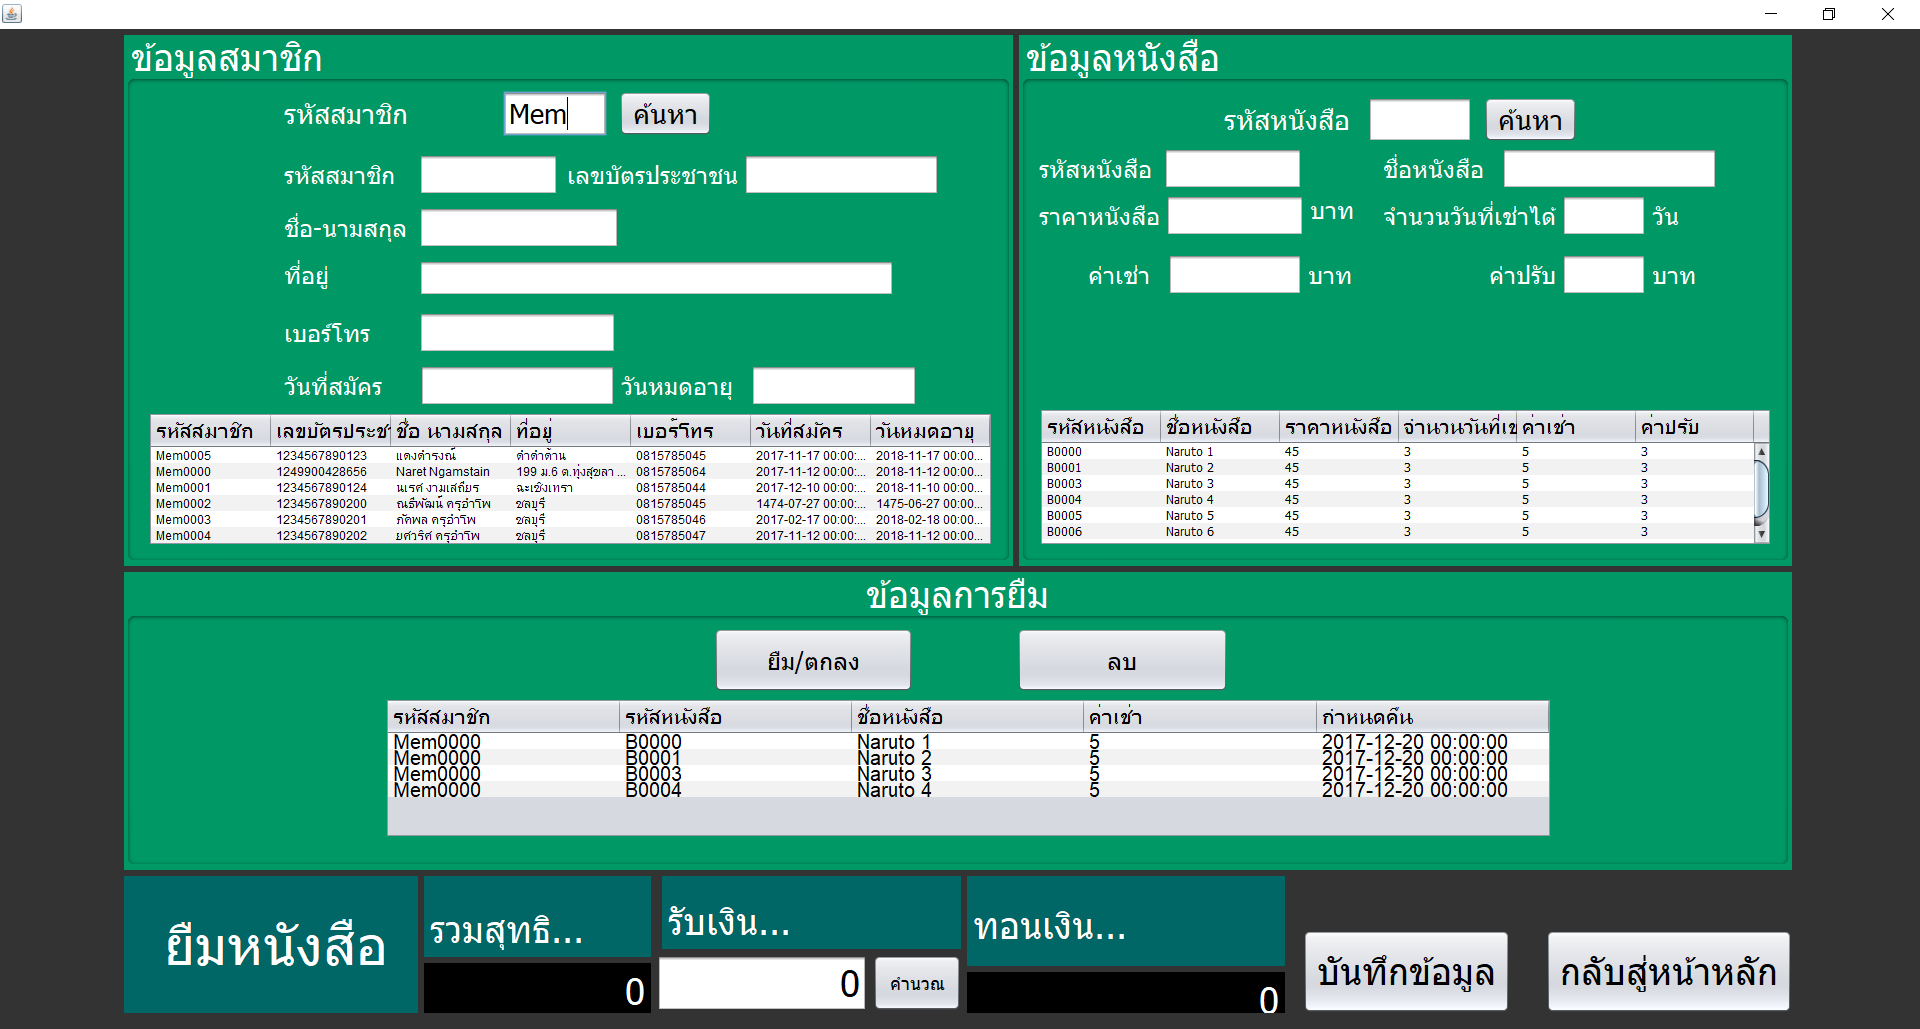 ข้อมูลสมาชิก
รหัสสมาชิก Mem ค้นหา
รหัสสมาชิก เลขบัตรประชาชน
ชื่อ-นามสกุล
ที่อยู่
เบอร์โทร
วันที่สมัคร วันหมดอายุ
รหัสสมาชิก เลขบัตรประชา ชื่อ นามสกุล ที่อยู่ เบอร์โทร วันที่สมัคร วันหมดอายุ
Mem0005 1234567890123 แดงดำรงณ์ ดำดำด้าน 0815785045 2017-11-17 00:00:... 2018-11-17 00:00...
Mem0000 1249900428656 Naret Ngamstain 199 ม.6 ต.ทุ่งสุขลา ... 0815785064 2017-11-12 00:00:... 2018-11-12 00:00...
Mem0001 1234567890124 นเรศ งามเสถียร ฉะเชิงเทรา 0815785044 2017-12-10 00:00:... 2018-11-10 00:00...
Mem0002 1234567890200 ณธีพัฒน์ ครุอำโพ ชลบุรี 0815785045 1474-07-27 00:00:... 1475-06-27 00:00...
Mem0003 1234567890201 ภัคพล ครุอำโพ ชลบุรี 0815785046 2017-02-17 00:00:... 2018-02-18 00:00...
Mem0004 1234567890202 ยศวริศ ครุอำโพ ชลบุรี 0815785047 2017-11-12 00:00:... 2018-11-12 00:00...
ข้อมูลหนังสือ
รหัสหนังสือ ค้นหา
รหัสหนังสือ ชื่อหนังสือ
ราคาหนังสือ บาท จำนวนวันที่เช่าได้ วัน
ค่าเช่า บาท ค่าปรับ บาท
รหัสหนังสือ ชื่อหนังสือ ราคาหนังสือ จำนวนวันที่เช ค่าเช่า ค่าปรับ
B0000 Naruto 1 45 3 5 3
B0001 Naruto 2 45 3 5 3
B0003 Naruto 3 45 3 5 3
B0004 Naruto 4 45 3 5 3
B0005 Naruto 5 45 3 5 3
B0006 Naruto 6 45 3 5 3
ข้อมูลการยืม
ยืม/ตกลง ลบ
รหัสสมาชิก รหัสหนังสือ ชื่อหนังสือ ค่าเช่า กำหนดคืน
Mem0000 B0000 Naruto 1 5 2017-12-20 00:00:00
Mem0000 B0001 Naruto 2 5 2017-12-20 00:00:00
Mem0000 B0003 Naruto 3 5 2017-12-20 00:00:00
Mem0000 B0004 Naruto 4 5 2017-12-20 00:00:00
ยืมหนังสือ
รวมสุทธิ...
0
รับเงิน...
0 คำนวณ
ทอนเงิน...
0
บันทึกข้อมูล กลับสู่หน้าหลัก